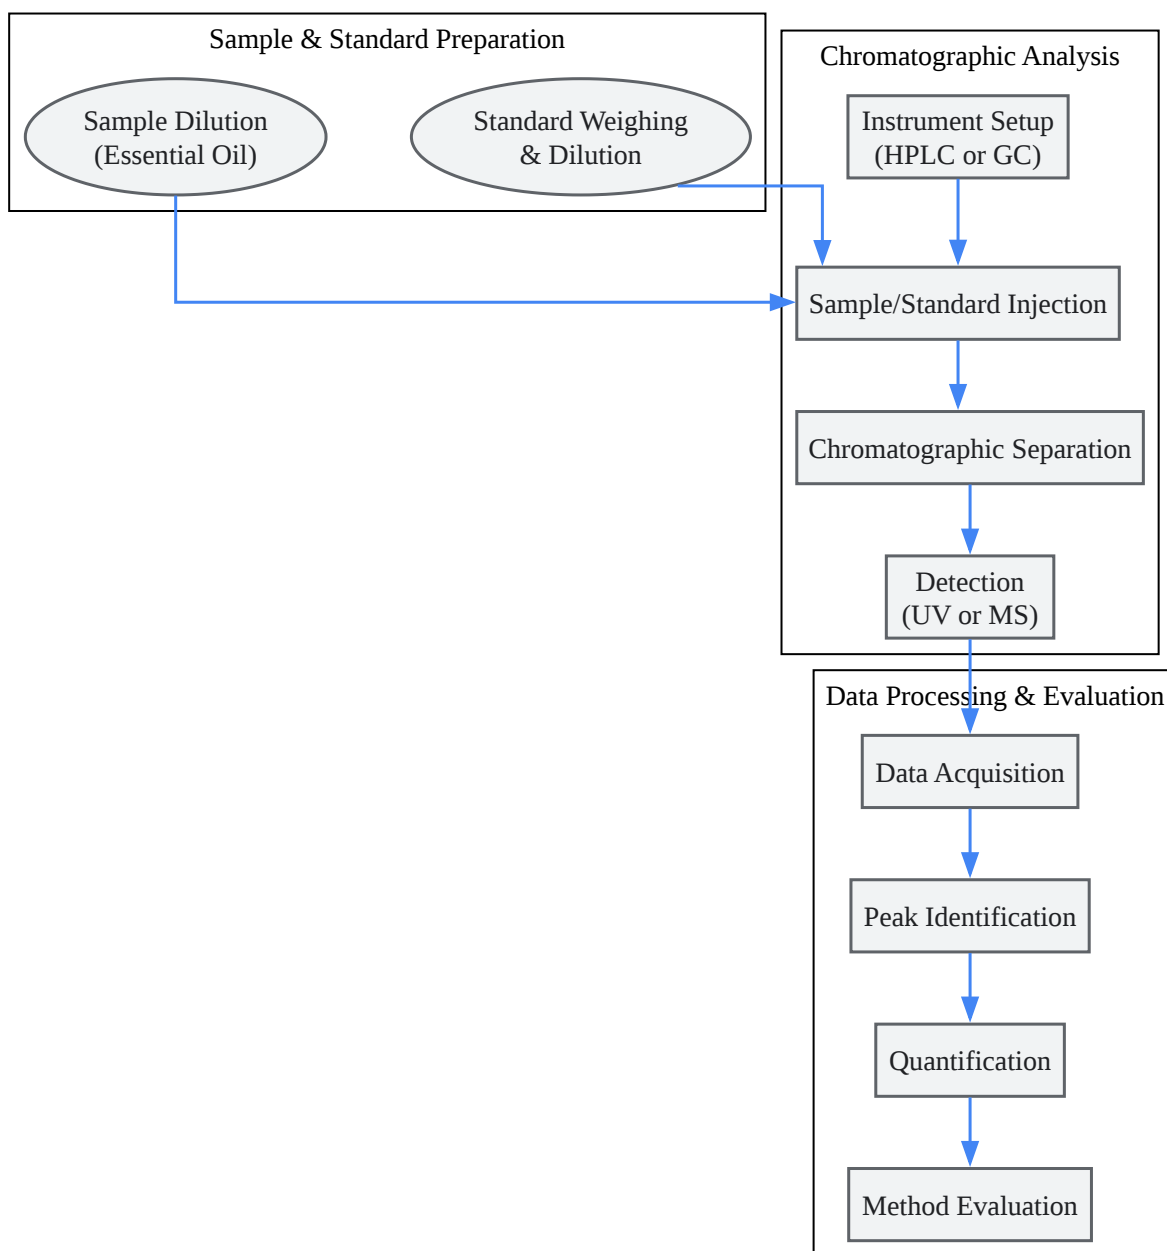 Sample & Standard Preparation
Sample Dilution
(Essential Oil)
Standard Weighing
& Dilution
Chromatographic Analysis
Instrument Setup
(HPLC or GC)
Sample/Standard Injection
Chromatographic Separation
Detection
(UV or MS)
Data Processing & Evaluation
Data Acquisition
Peak Identification
Quantification
Method Evaluation